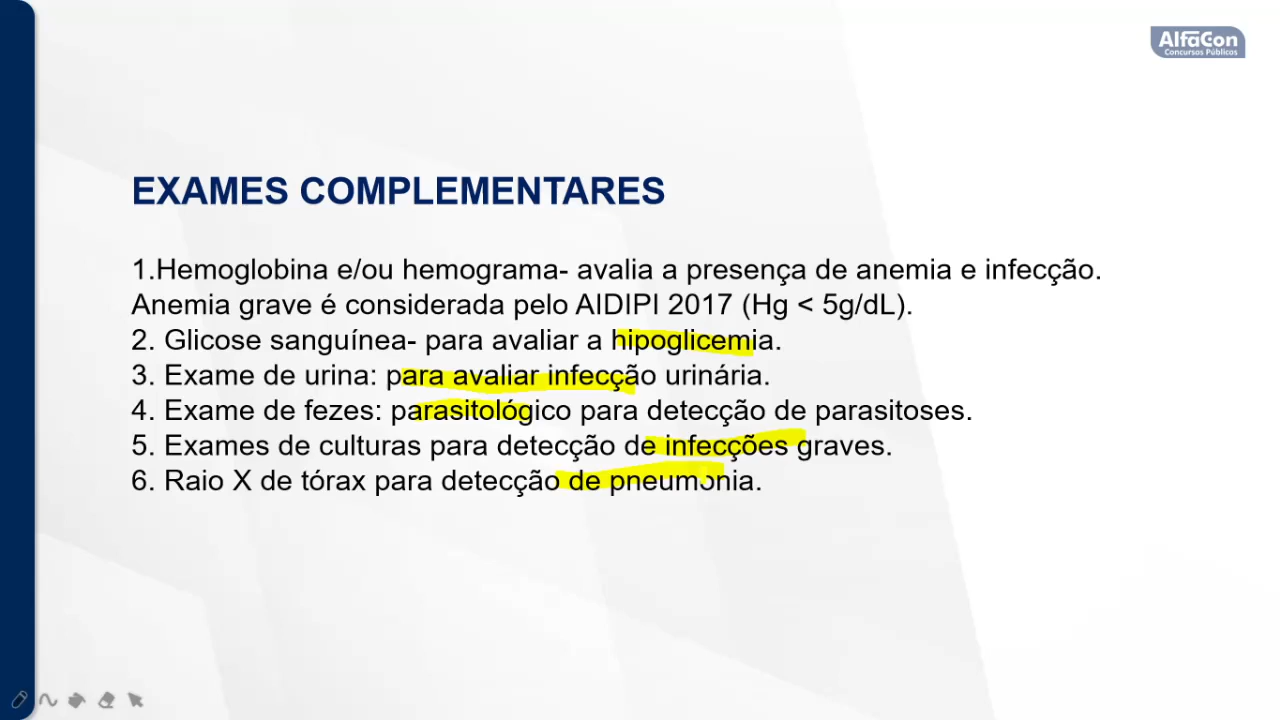 AlfaCon
Concursos Públicos
EXAMES COMPLEMENTARES
1.Hemoglobina e/ou hemograma- avalia a presença de anemia e infecção.
Anemia grave é considerada pelo AIDIPI 2017 (Hg < 5g/dL).
2. Glicose sanguínea- para avaliar a hipoglicemia.
3. Exame de urina: para avaliar infecção urinária.
4. Exame de fezes: parasitológico para detecção de parasitoses.
5. Exames de culturas para detecção de infecções graves.
6. Raio X de tórax para detecção de pneumonia.